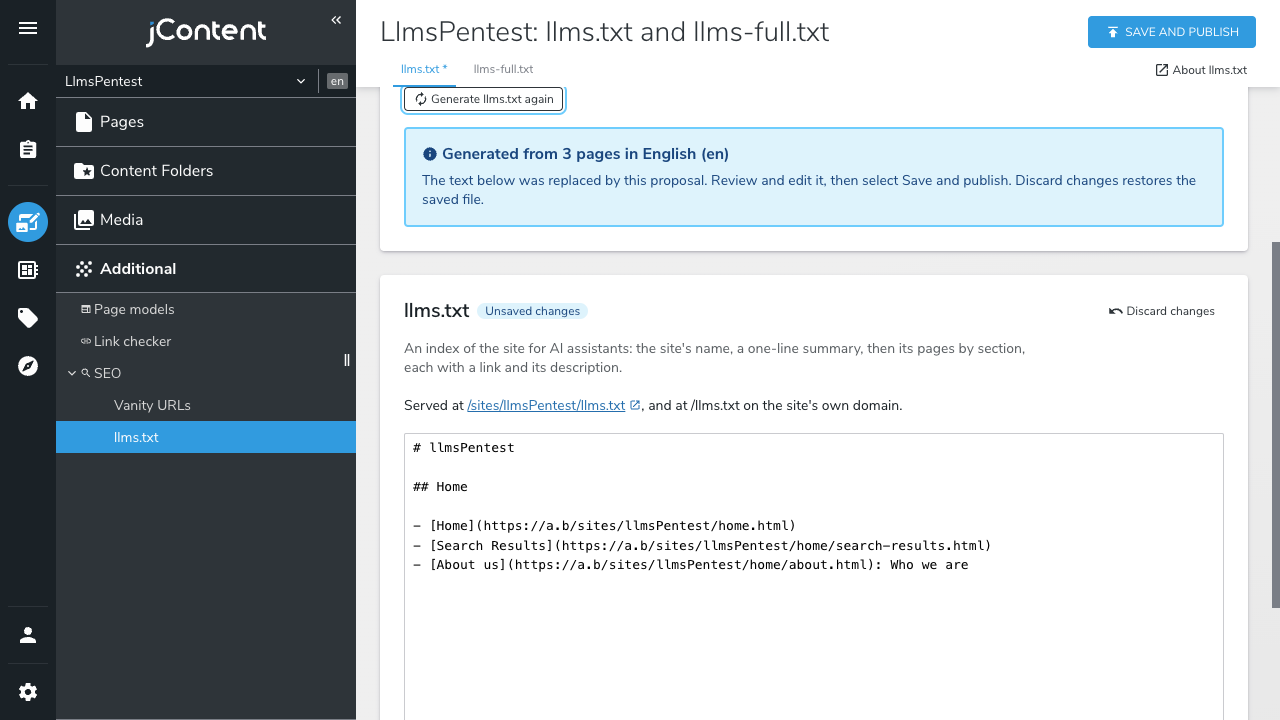 jContent
LlmsPentest
en
Pages
Content Folders
Media
Additional
Page models
Link checker
SEO
Vanity URLs
llms.txt
LlmsPentest: llms.txt and llms-full.txt
SAVE AND PUBLISH
llms.txt *
llms-full.txt
About llms.txt
Generate llms.txt again
Generated from 3 pages in English (en)
The text below was replaced by this proposal. Review and edit it, then select Save and publish. Discard changes restores the
saved file.
llms.txt
Unsaved changes
Discard changes
An index of the site for AI assistants: the site's name, a one-line summary, then its pages by section,
each with a link and its description.
Served at /sites/llmsPentest/llms.txt, and at /llms.txt on the site's own domain.
# llmsPentest
## Home
- [Home](https://a.b/sites/llmsPentest/home.html)
- [Search Results](https://a.b/sites/llmsPentest/home/search-results.html)
- [About us](https://a.b/sites/llmsPentest/home/about.html): Who we are